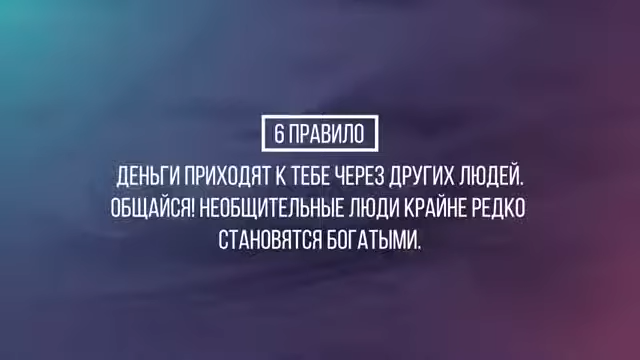 6 ПРАВИЛО
ДЕНЬГИ ПРИХОДЯТ К ТЕБЕ ЧЕРЕЗ ДРУГИХ ЛЮДЕЙ.
ОБЩАЙСЯ! НЕОБЩИТЕЛЬНЫЕ ЛЮДИ КРАЙНЕ РЕДКО
СТАНОВЯТСЯ БОГАТЫМИ.